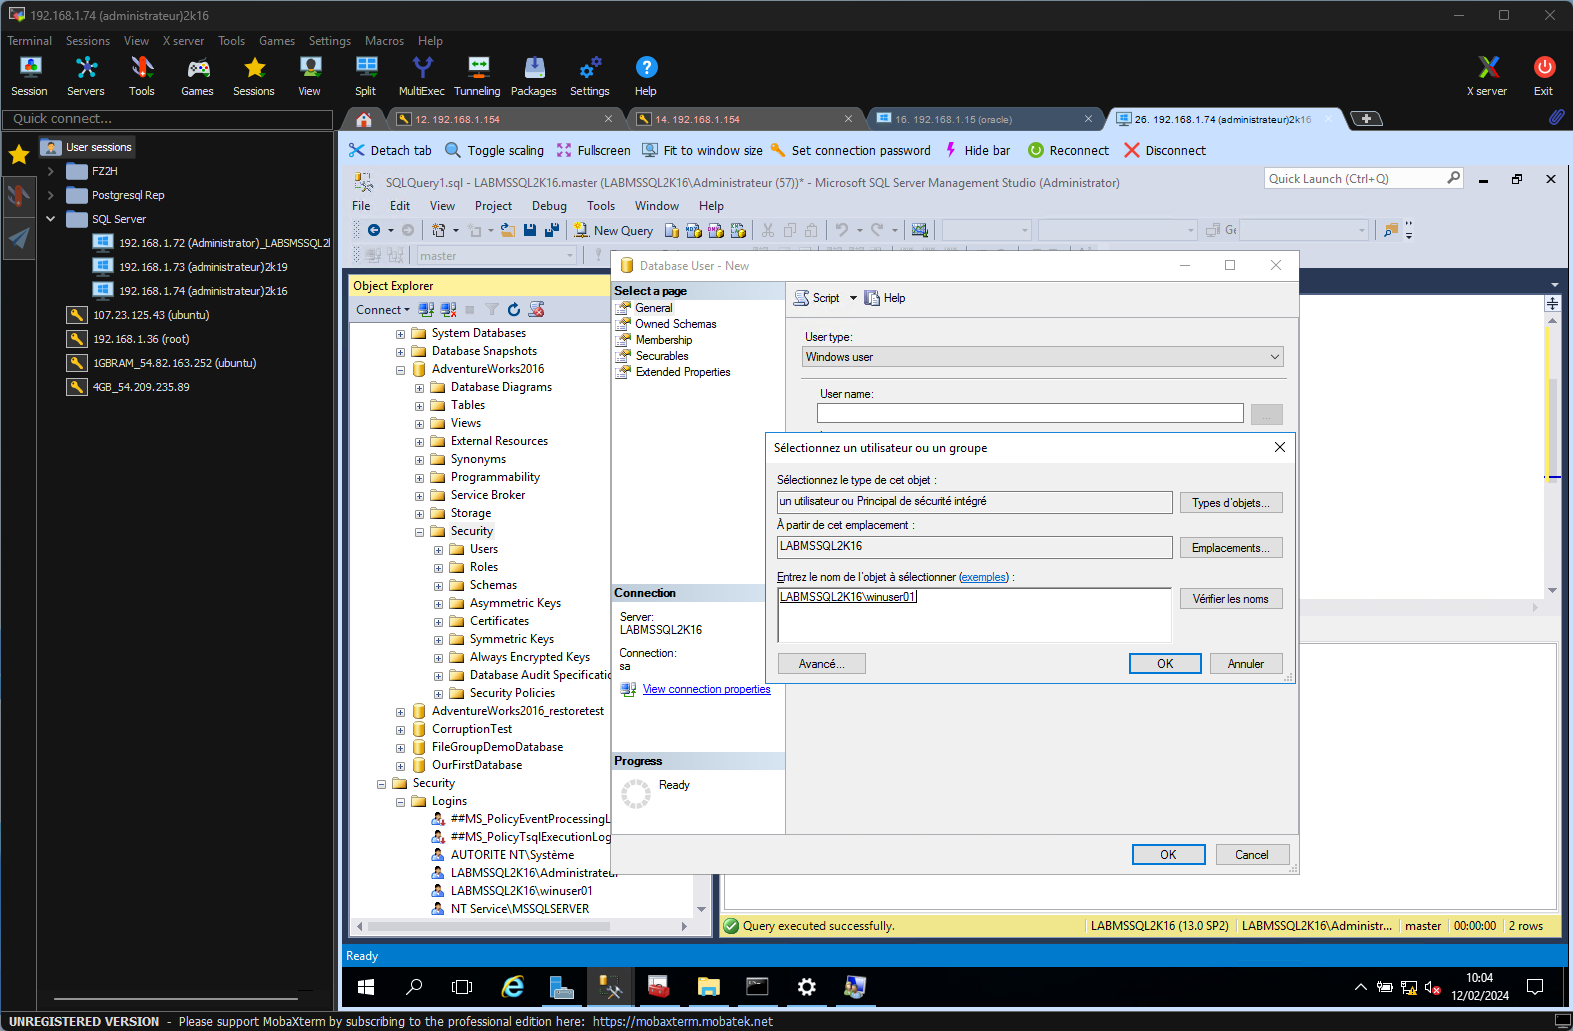 192.168.1.74 (administrateur)2k16
Terminal Sessions View X server Tools Games Settings Macros Help
Session Servers Tools Games Sessions View Split MultiExec Tunneling Packages Settings Help X server Exit
Quick connect...
12. 192.168.1.154
14. 192.168.1.154
16. 192.168.1.15 (oracle)
26. 192.168.1.74 (administrateur)2k16
User sessions
FZ2H
Postgresql Rep
SQL Server
192.168.1.72 (Administrator)_LABSMSSQL2
192.168.1.73 (administrateur)2k19
192.168.1.74 (administrateur)2k16
107.23.125.43 (ubuntu)
192.168.1.36 (root)
1GBRAM_54.82.163.252 (ubuntu)
4GB_54.209.235.89
Detach tab Toggle scaling Fullscreen Fit to window size Set connection password Hide bar Reconnect Disconnect
SQLQuery1.sql - LABMSSQL2K16.master (LABMSSQL2K16\Administrateur (57))* - Microsoft SQL Server Management Studio (Administrator)
Quick Launch (Ctrl+Q)
File Edit View Project Debug Tools Window Help
New Query
MDX DMX XMLA
master
Object Explorer
Connect
System Databases
Database Snapshots
AdventureWorks2016
Database Diagrams
Tables
Views
External Resources
Synonyms
Programmability
Service Broker
Storage
Security
Users
Roles
Schemas
Asymmetric Keys
Certificates
Symmetric Keys
Always Encrypted Keys
Database Audit Specificatio
Security Policies
AdventureWorks2016_restoretest
CorruptionTest
FileGroupDemoDatabase
OurFirstDatabase
Security
Logins
##MS_PolicyEventProcessingL
##MS_PolicyTsqlExecutionLog
AUTORITE NT\Système
LABMSSQL2K16\Administrateur
LABMSSQL2K16\winuser01
NT Service\MSSQLSERVER
Database User - New
Select a page
General
Owned Schemas
Membership
Securables
Extended Properties
Script Help
User type:
Windows user
User name:
...
Connection
Server:
LABMSSQL2K16
Connection:
sa
View connection properties
Progress
Ready
OK Cancel
Sélectionnez un utilisateur ou un groupe
Sélectionnez le type de cet objet :
un utilisateur ou Principal de sécurité intégré
Types d'objets...
À partir de cet emplacement :
LABMSSQL2K16
Emplacements...
Entrez le nom de l'objet à sélectionner (exemples) :
LABMSSQL2K16\winuser01
Vérifier les noms
Avancé... OK Annuler
Query executed successfully.
LABMSSQL2K16 (13.0 SP2) LABMSSQL2K16\Administr... master 00:00:00 2 rows
Ready
10:04
12/02/2024
UNREGISTERED VERSION - Please support MobaXterm by subscribing to the professional edition here: https://mobaxterm.mobatek.net